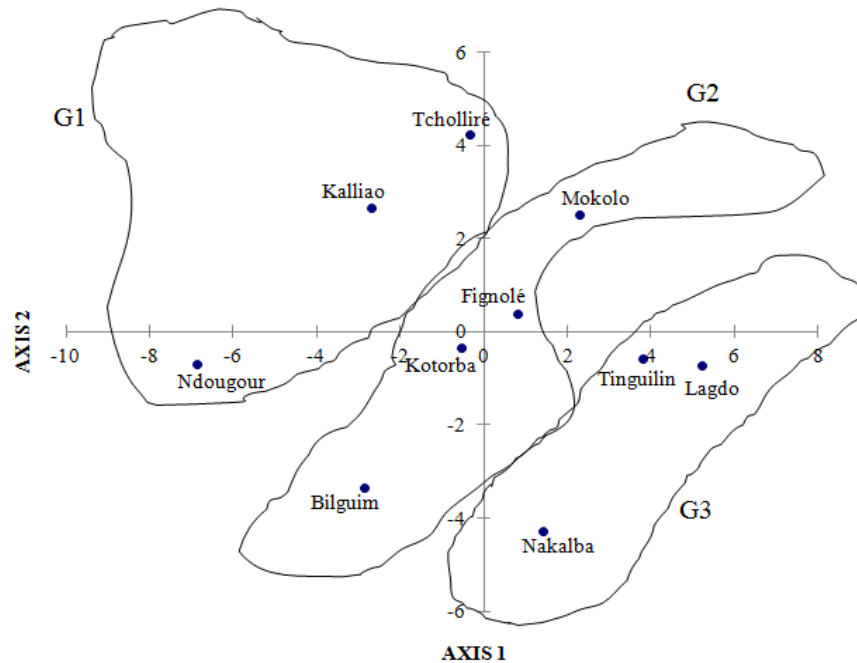 6
G2
G1
Tcholliré
4
Kalliao
Mokolo
2
Fignolé
AXIS 2
0
-10 -8 -6 -4 -2 0 2 4 6 8
Kotorba
Ndougour
Tinguilin
Lagdo
-2
Bilguim
-4
G3
Nakalba
-6
AXIS 1